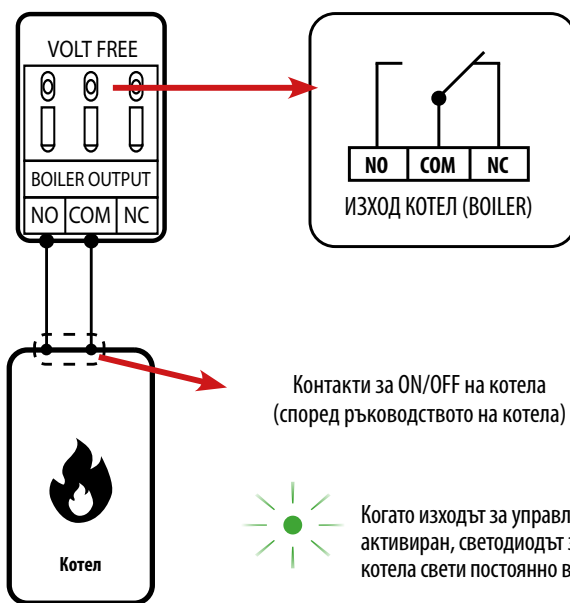 VOLT FREE
BOILER OUTPUT
NO COM NC
NO COM NC
ИЗХОД КОТЕЛ (BOILER)
Контакти за ON/OFF на котела
(според ръководството на котела)
Котел
Когато изходът за
активиран, светодиодът
котела свети постоянно